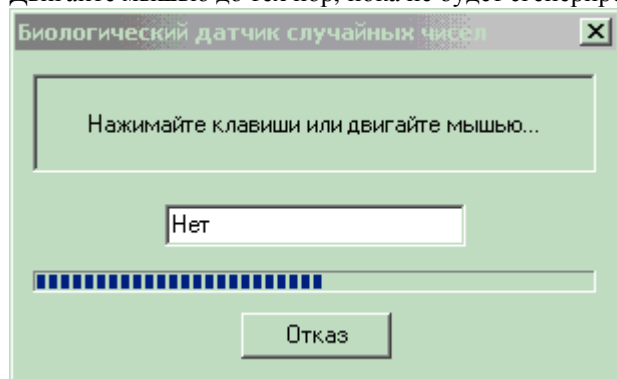 Биологический датчик случайных чисел
Нажимайте клавиши или двигайте мышью...
Нет
Отказ